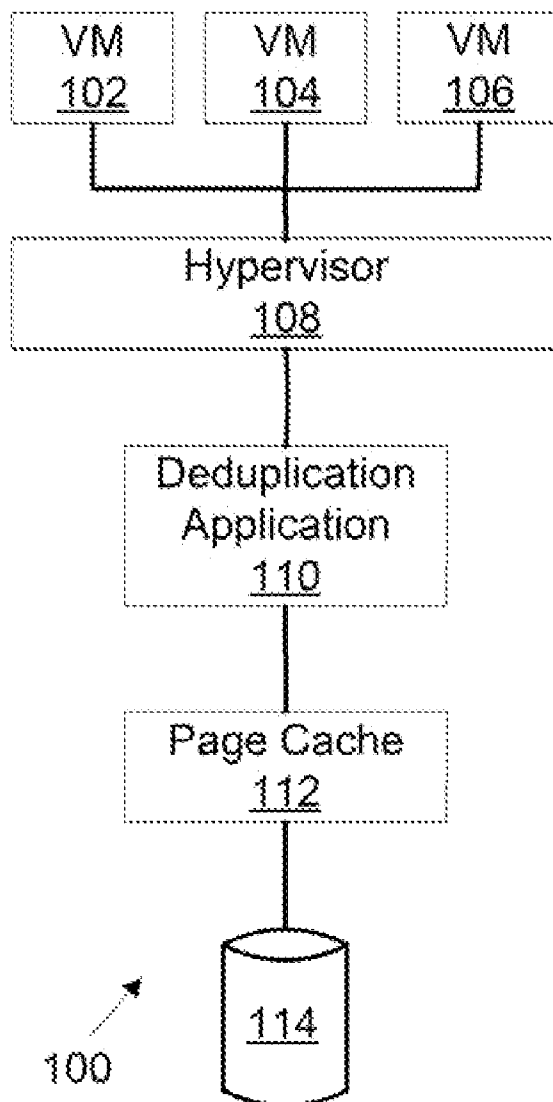 VM VM VM
102 104 106
Hypervisor
108
Deduplication
Application
110
Page Cache
112
114
100